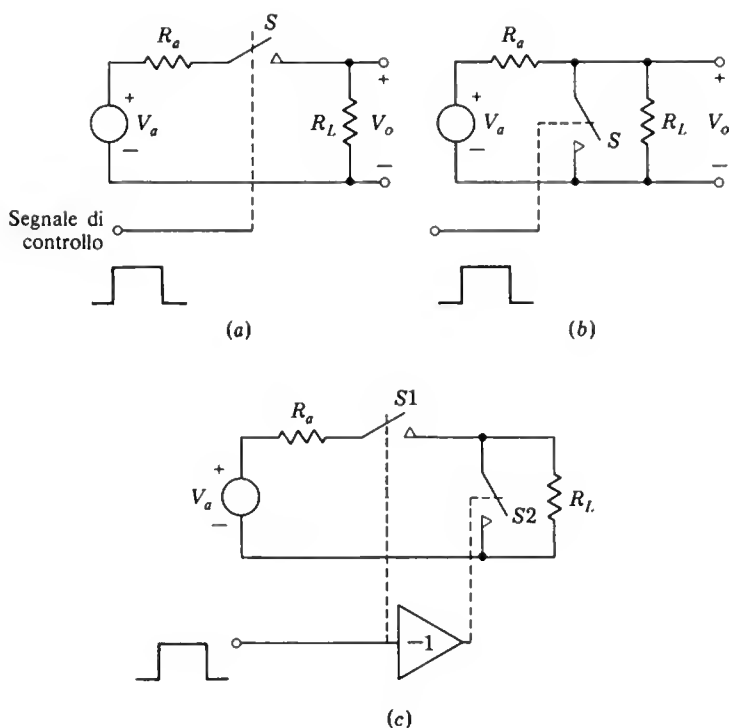 S
R_a
+
V_a
−
R_L
+
V_o
−
Segnale di
controllo
(a)
R_a
+
V_a
−
S
R_L
+
V_o
−
(b)
S1
R_a
+
V_a
−
S2
R_L
−1
(c)